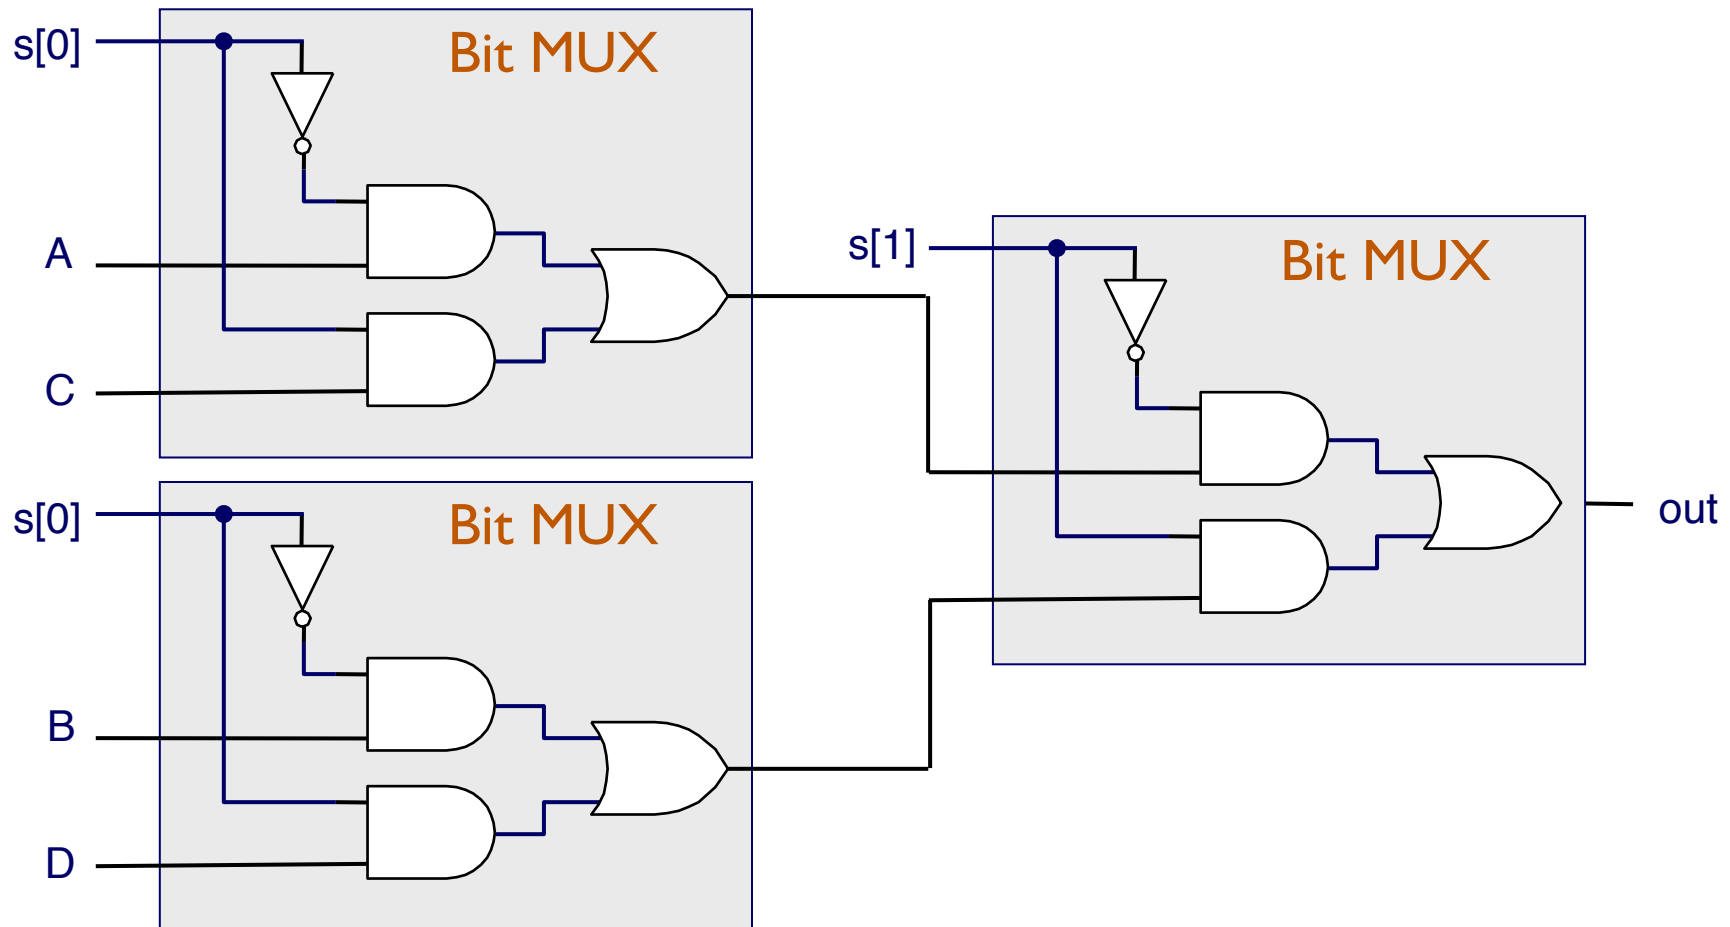 s[0]
Bit MUX
A
C
s[1]
Bit MUX
s[0]
Bit MUX
B
D
out